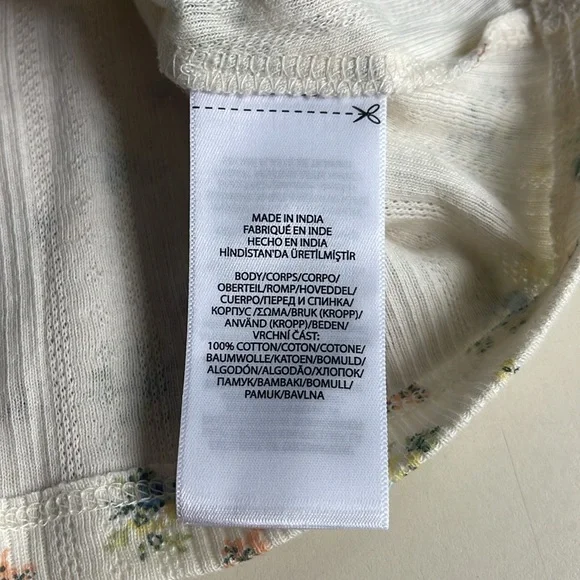 MADE IN INDIA
FABRIQUÉ EN INDE
HECHO EN INDIA
HİNDİSTAN'DA ÜRETİLMİŞTİR
BODY/CORPS/CORPO/
OBERTEIL/ROMP/HOVEDDEL/
CUERPO/ПЕРЕД И СПИНКА/
КОРПУС /ΣΩΜΑ/BRUK (KROPP)/
ANVÄND (KROPP)/BEDEN/
VRCHNÍ ČÁST:
100% COTTON/COTON/COTONE/
BAUMWOLLE/KATOEN/BOMULD/
ALGODÓN/ALGODÃO/ХЛОПОК/
ПАМУК/ΒΑΜΒΑΚΙ/BOMULL/
PAMUK/BAVLNA